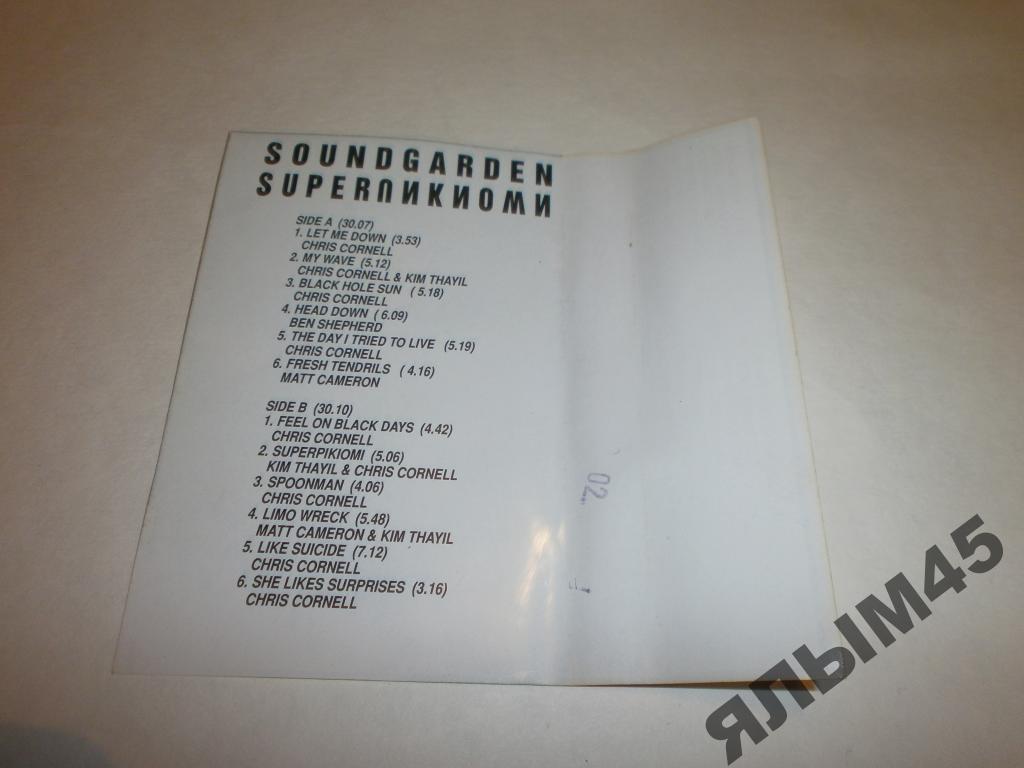 SOUNDGARDEN
SUPERUNKNOWN
SIDE A (30.07)
1. LET ME DOWN (3.53)
CHRIS CORNELL
2. MY WAVE (5.12)
CHRIS CORNELL & KIM THAYIL
3. BLACK HOLE SUN ( 5.18)
CHRIS CORNELL
4. HEAD DOWN ( 6.09)
BEN SHEPHERD
5. THE DAY I TRIED TO LIVE (5.19)
CHRIS CORNELL
6. FRESH TENDRILS ( 4.16)
MATT CAMERON
SIDE B (30.10)
1. FEEL ON BLACK DAYS (4.42)
CHRIS CORNELL
2. SUPERPIKIOMI (5.06)
KIM THAYIL & CHRIS CORNELL
3. SPOONMAN (4.06)
CHRIS CORNELL
4. LIMO WRECK (5.48)
MATT CAMERON & KIM THAYIL
5. LIKE SUICIDE (7.12)
CHRIS CORNELL
6. SHE LIKES SURPRISES (3.16)
CHRIS CORNELL
02
ЯЛЫМ45